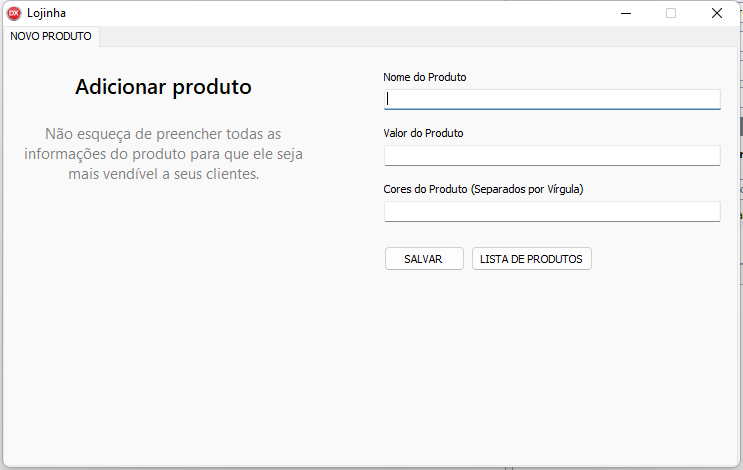 DX Lojinha
NOVO PRODUTO
Adicionar produto
Não esqueça de preencher todas as
informações do produto para que ele seja
mais vendível a seus clientes.
Nome do Produto
Valor do Produto
Cores do Produto (Separados por Vírgula)
SALVAR
LISTA DE PRODUTOS